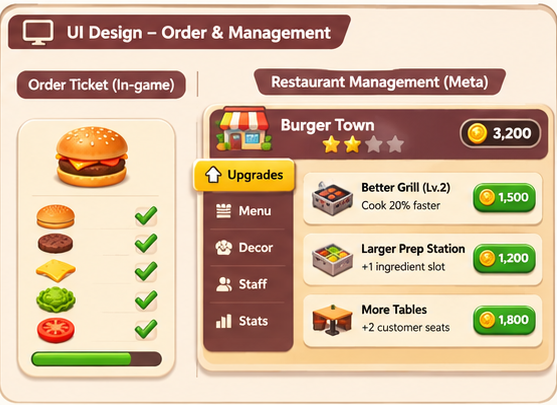 UI Design – Order & Management
Order Ticket (In-game)
Restaurant Management (Meta)
Burger Town
3,200
Upgrades
Menu
Decor
Staff
Stats
Better Grill (Lv.2)
Cook 20% faster
1,500
Larger Prep Station
+1 ingredient slot
1,200
More Tables
+2 customer seats
1,800